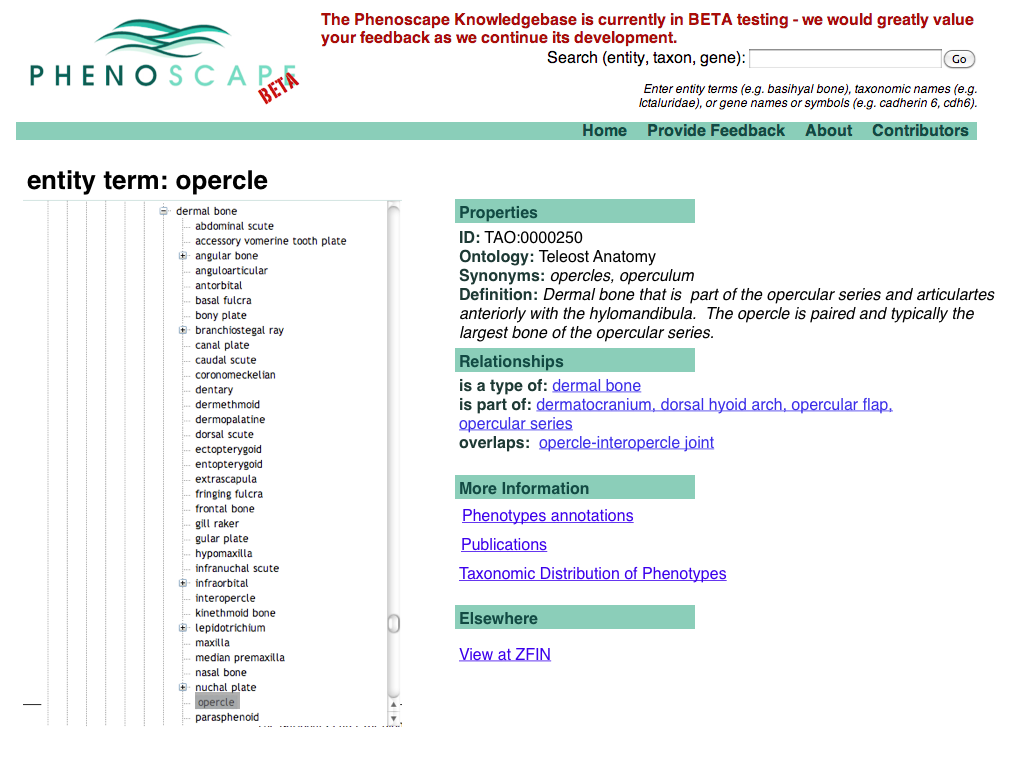 The Phenoscape Knowledgebase is currently in BETA testing - we would greatly value
your feedback as we continue its development.
PHENOSCAPE
BETA
Search (entity, taxon, gene):
Go
Enter entity terms (e.g. basihyal bone), taxonomic names (e.g.
Ictaluridae), or gene names or symbols (e.g. cadherin 6, cdh6).
Home Provide Feedback About Contributors
entity term: opercle
dermal bone
abdominal scute
accessory vomerine tooth plate
angular bone
anguloarticular
antorbital
basal fulcra
bony plate
branchiostegal ray
canal plate
caudal scute
coronomeckelian
dentary
dermethmoid
dermopalatine
dorsal scute
ectopterygoid
entopterygoid
extrascapula
fringing fulcra
frontal bone
gill raker
gular plate
hypomaxilla
infranuchal scute
infraorbital
interopercle
kinethmoid bone
lepidotrichium
maxilla
median premaxilla
nasal bone
nuchal plate
opercle
parasphenoid
Properties
ID: TAO:0000250
Ontology: Teleost Anatomy
Synonyms: opercles, operculum
Definition: Dermal bone that is part of the opercular series and articulartes
anteriorly with the hylomandibula. The opercle is paired and typically the
largest bone of the opercular series.
Relationships
is a type of: dermal bone
is part of: dermatocranium, dorsal hyoid arch, opercular flap,
opercular series
overlaps: opercle-interopercle joint
More Information
Phenotypes annotations
Publications
Taxonomic Distribution of Phenotypes
Elsewhere
View at ZFIN